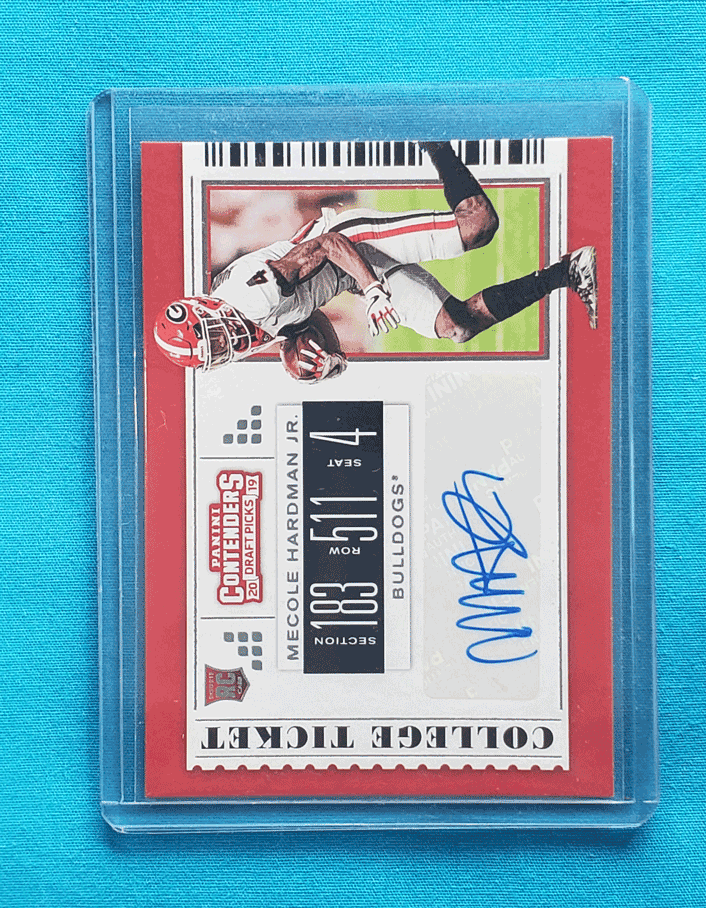 COLLEGE TICKET
RC
PANINI
CONTENDERS
20 DRAFT PICKS 19
MECOLE HARDMAN JR.
SECTION 183 ROW 511 SEAT 4
BULLDOGS®
4
G